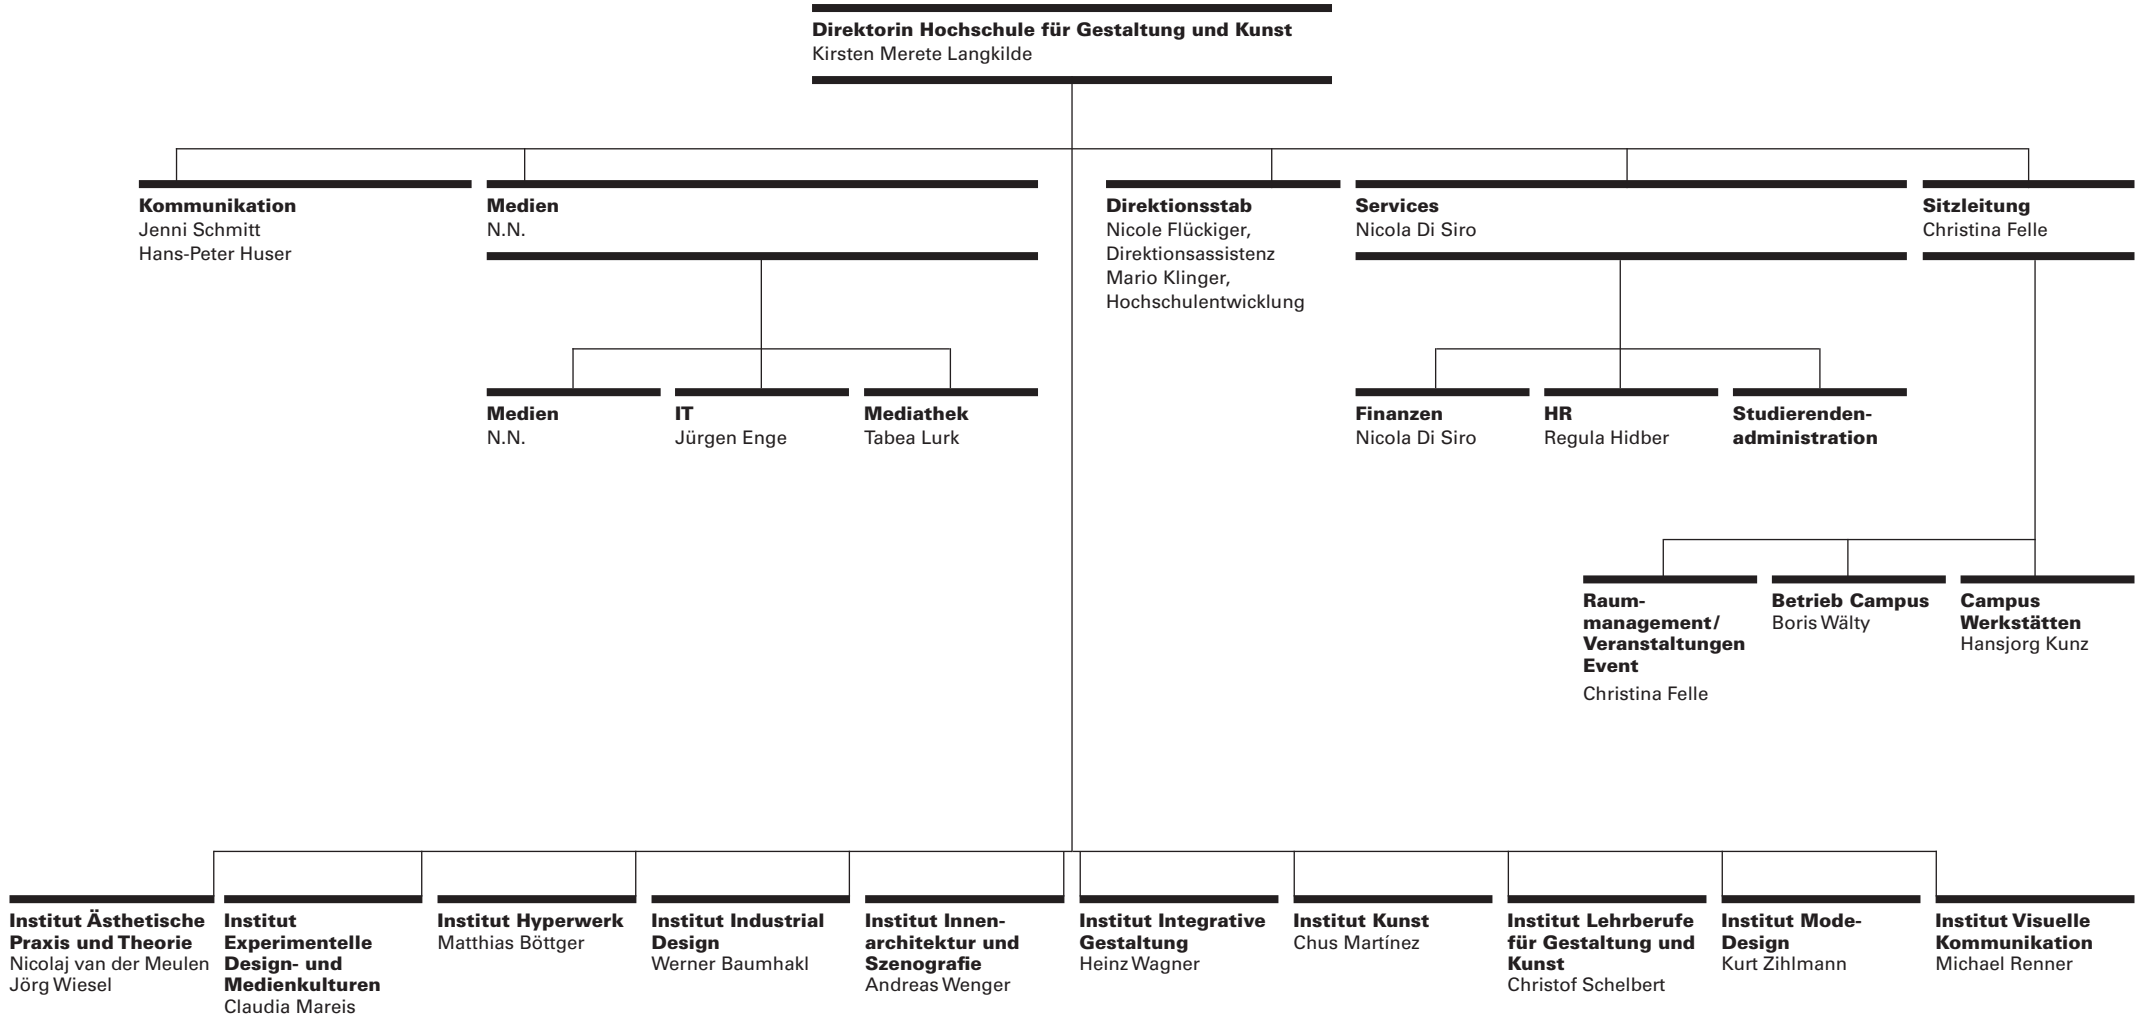 Direktorin Hochschule für Gestaltung und Kunst
Kirsten Merete Langkilde
Kommunikation
Jenni Schmitt
Hans-Peter Huser
Medien
N.N.
Direktionsstab
Nicole Flückiger,
Direktionsassistenz
Mario Klinger,
Hochschulentwicklung
Services
Nicola Di Siro
Sitzleitung
Christina Felle
Medien
N.N.
IT
Jürgen Enge
Mediathek
Tabea Lurk
Finanzen
Nicola Di Siro
HR
Regula Hidber
Studierenden-
administration
Raum-
management/
Veranstaltungen
Event
Christina Felle
Betrieb Campus
Boris Wälty
Campus
Werkstätten
Hansjorg Kunz
Institut Ästhetische
Praxis und Theorie
Nicolaj van der Meulen
Jörg Wiesel
Institut
Experimentelle
Design- und
Medienkulturen
Claudia Mareis
Institut Hyperwerk
Matthias Böttger
Institut Industrial
Design
Werner Baumhakl
Institut Innen-
architektur und
Szenografie
Andreas Wenger
Institut Integrative
Gestaltung
Heinz Wagner
Institut Kunst
Chus Martínez
Institut Lehrberufe
für Gestaltung und
Kunst
Christof Schelbert
Institut Mode-
Design
Kurt Zihlmann
Institut Visuelle
Kommunikation
Michael Renner